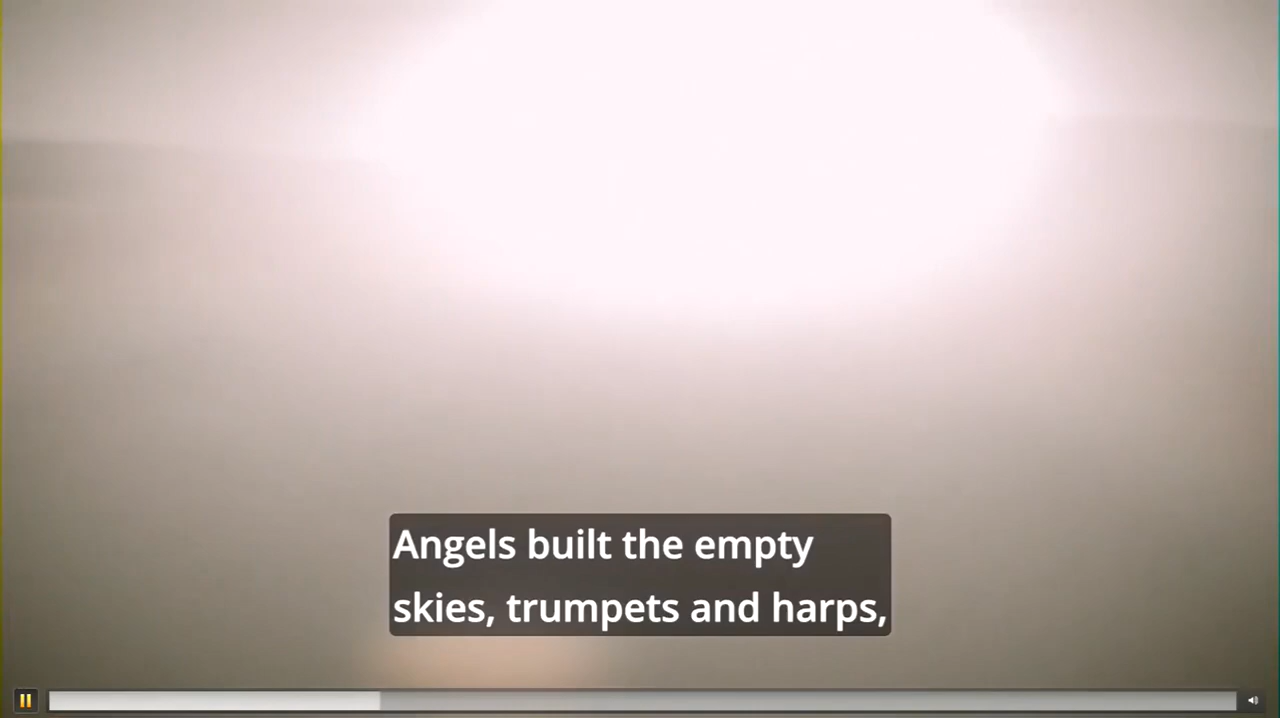 Angels built the empty
skies, trumpets and harps,